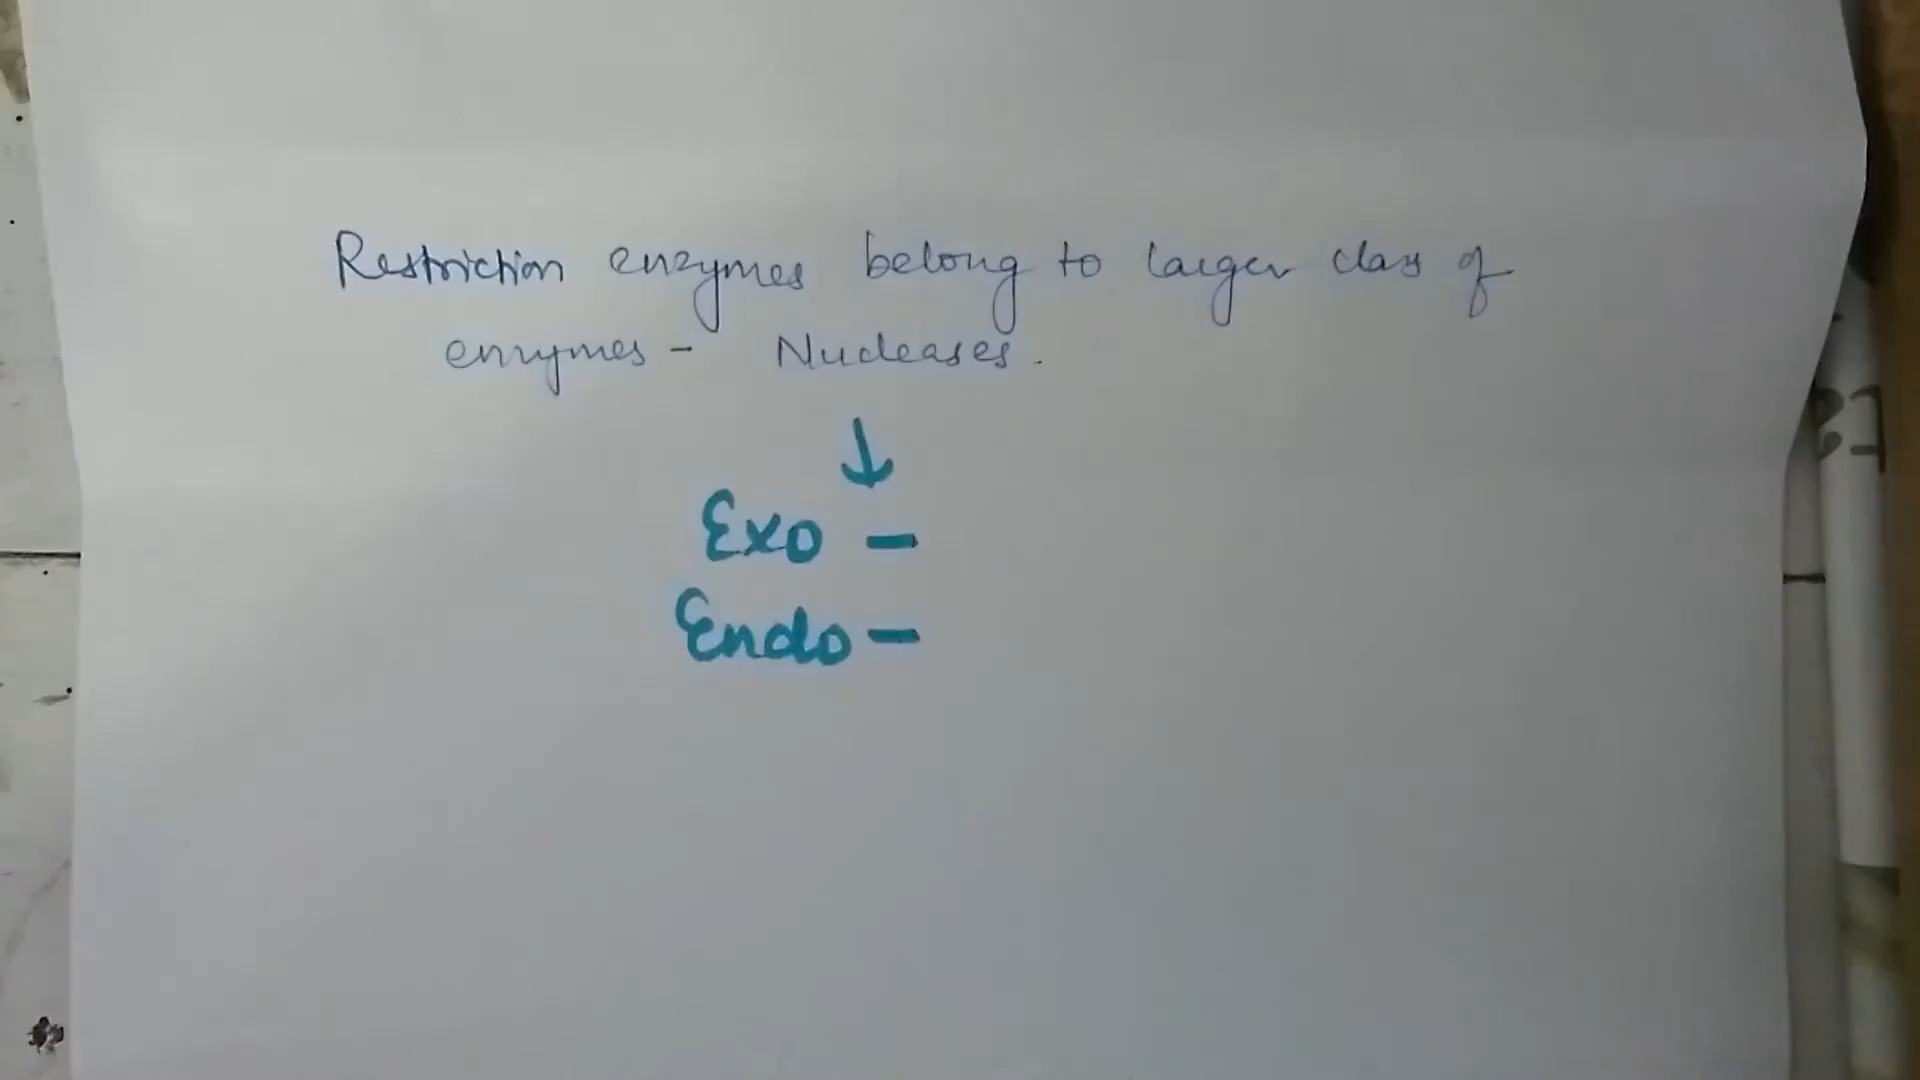 Restriction enzymes belong to larger class of
enzymes - Nucleases.
↓
Exo -
Endo -